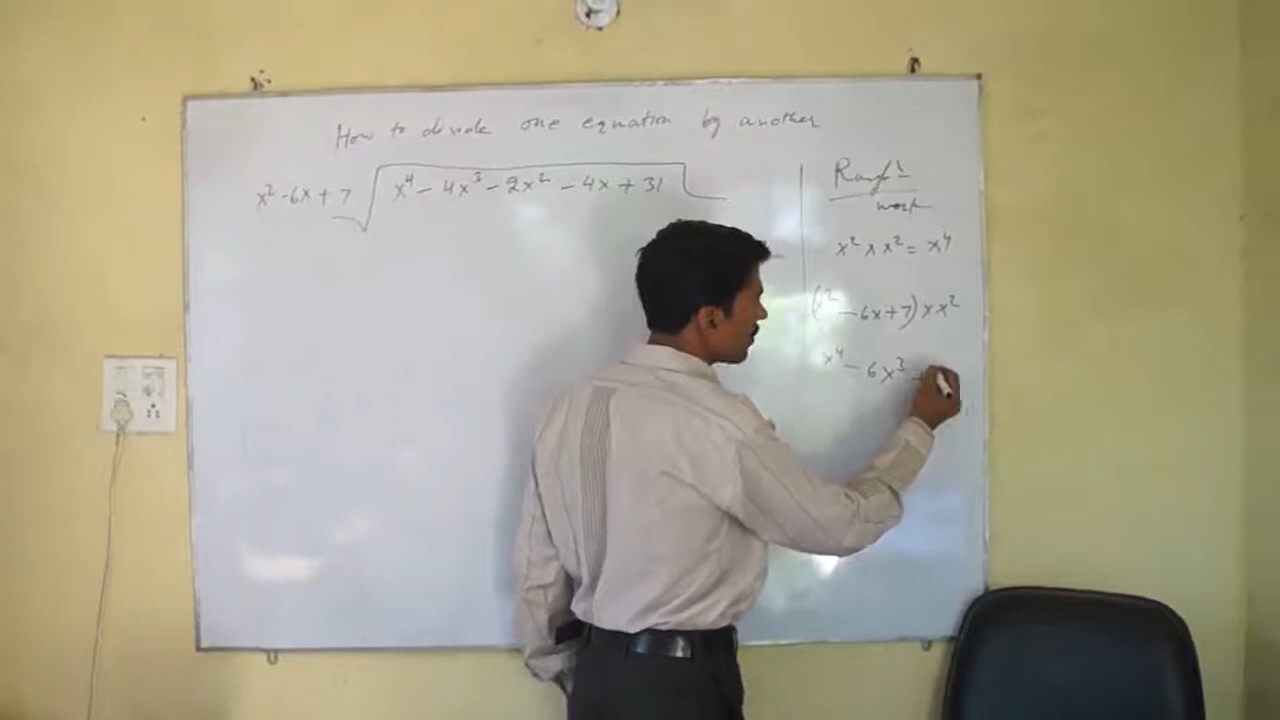 How to divide one equation by another
x² - 6x + 7 √ x⁴ - 4x³ - 2x² - 4x + 31
Rough
work
x² × x² = x⁴
(x² - 6x + 7) × x²
x⁴ - 6x³ +